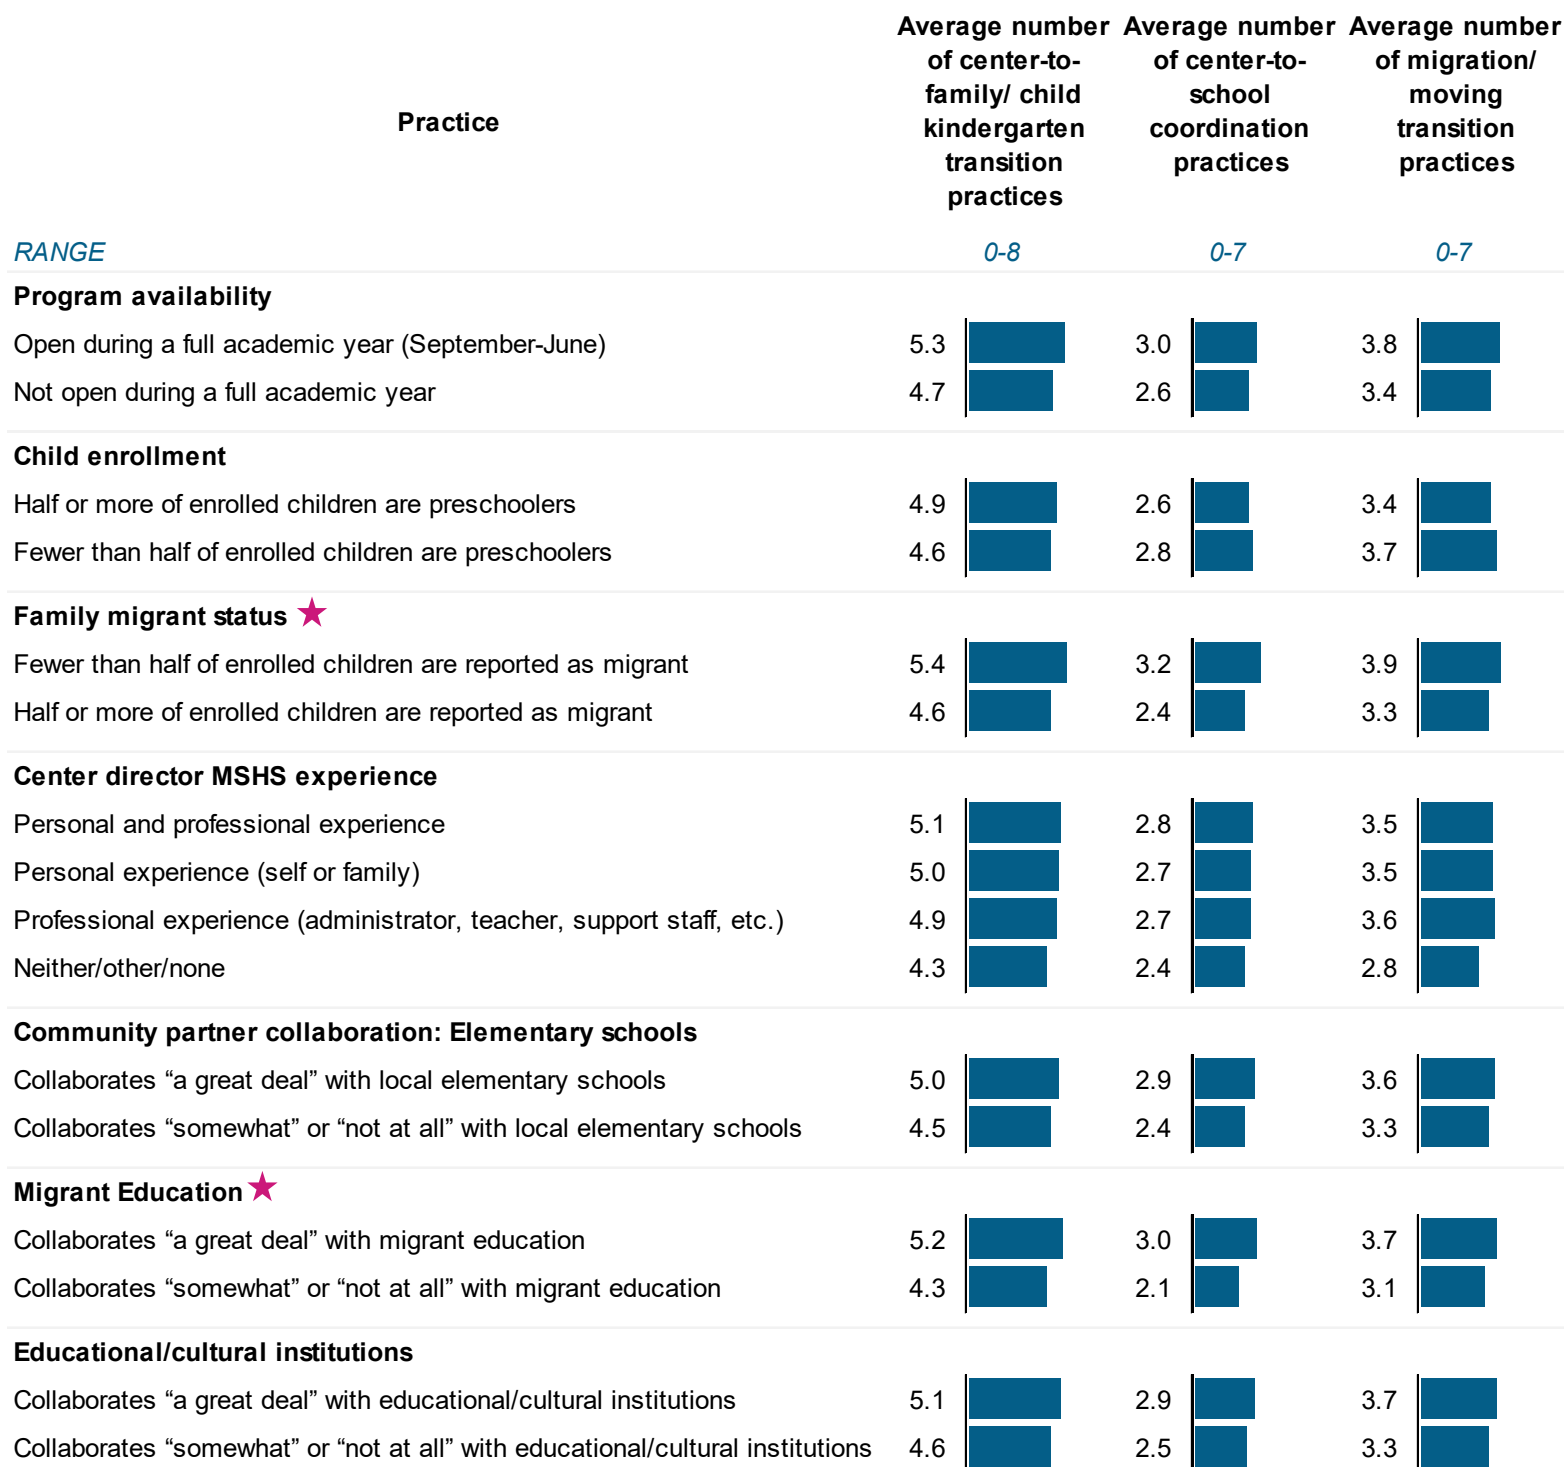 Practice
Average number of center-to-family/ child kindergarten transition practices
Average number of center-to-school coordination practices
Average number of migration/ moving transition practices
RANGE 0-8 0-7 0-7
Program availability
Open during a full academic year (September-June) 5.3 3.0 3.8
Not open during a full academic year 4.7 2.6 3.4
Child enrollment
Half or more of enrolled children are preschoolers 4.9 2.6 3.4
Fewer than half of enrolled children are preschoolers 4.6 2.8 3.7
Family migrant status ★
Fewer than half of enrolled children are reported as migrant 5.4 3.2 3.9
Half or more of enrolled children are reported as migrant 4.6 2.4 3.3
Center director MSHS experience
Personal and professional experience 5.1 2.8 3.5
Personal experience (self or family) 5.0 2.7 3.5
Professional experience (administrator, teacher, support staff, etc.) 4.9 2.7 3.6
Neither/other/none 4.3 2.4 2.8
Community partner collaboration: Elementary schools
Collaborates “a great deal” with local elementary schools 5.0 2.9 3.6
Collaborates “somewhat” or “not at all” with local elementary schools 4.5 2.4 3.3
Migrant Education ★
Collaborates “a great deal” with migrant education 5.2 3.0 3.7
Collaborates “somewhat” or “not at all” with migrant education 4.3 2.1 3.1
Educational/cultural institutions
Collaborates “a great deal” with educational/cultural institutions 5.1 2.9 3.7
Collaborates “somewhat” or “not at all” with educational/cultural institutions 4.6 2.5 3.3